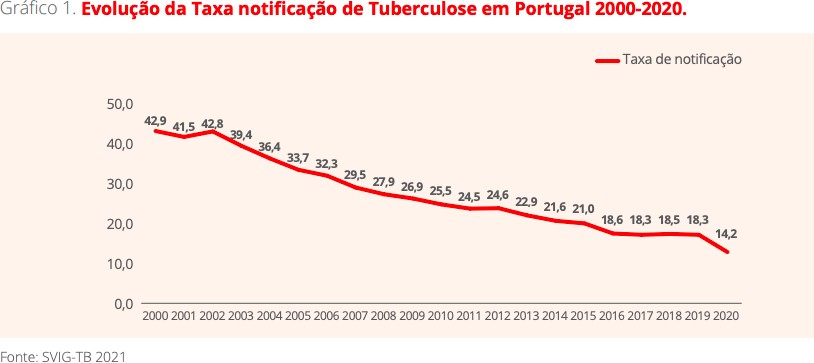 Gráfico 1. Evolução da Taxa notificação de Tuberculose em Portugal 2000-2020.
Taxa de notificação
50,0
40,0
30,0
20,0
10,0
0,0
42,9 41,5 42,8 39,4 36,4 33,7 32,3 29,5 27,9 26,9 25,5 24,5 24,6 22,9 21,6 21,0 18,6 18,3 18,5 18,3 14,2
2000 2001 2002 2003 2004 2005 2006 2007 2008 2009 2010 2011 2012 2013 2014 2015 2016 2017 2018 2019 2020
Fonte: SVIG-TB 2021